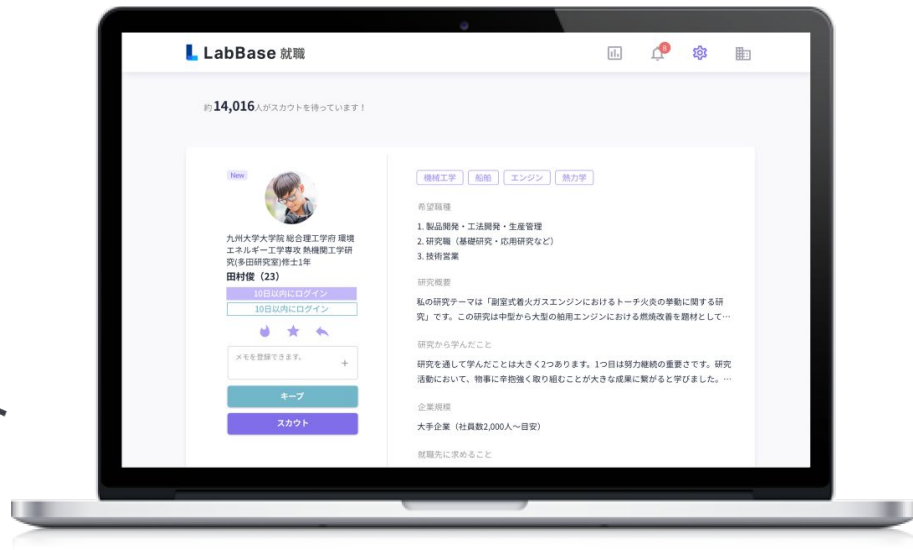 LabBase 就職
8
約14,016人がスカウトを待っています！
New
九州大学大学院 総合理工学府 環境
エネルギー工学専攻 熱機関工学研
究(多田研究室)修士1年
田村俊（23）
10日以内にログイン
10日以内にログイン
メモを登録できます。
+
キープ
スカウト
機械工学 船舶 エンジン 熱力学
希望職種
1. 製品開発・工法開発・生産管理
2. 研究職（基礎研究・応用研究など）
3. 技術営業
研究概要
私の研究テーマは「副室式着火ガスエンジンにおけるトーチ火炎の挙動に関する研
究」です。この研究は中型から大型の舶用エンジンにおける燃焼改善を題材として…
研究から学んだこと
研究を通して学んだことは大きく2つあります。1つ目は努力継続の重要さです。研究
活動において、物事に辛抱強く取り組むことが大きな成果に繋がると学びました。…
企業規模
大手企業（社員数2,000人〜目安）
就職先に求めること